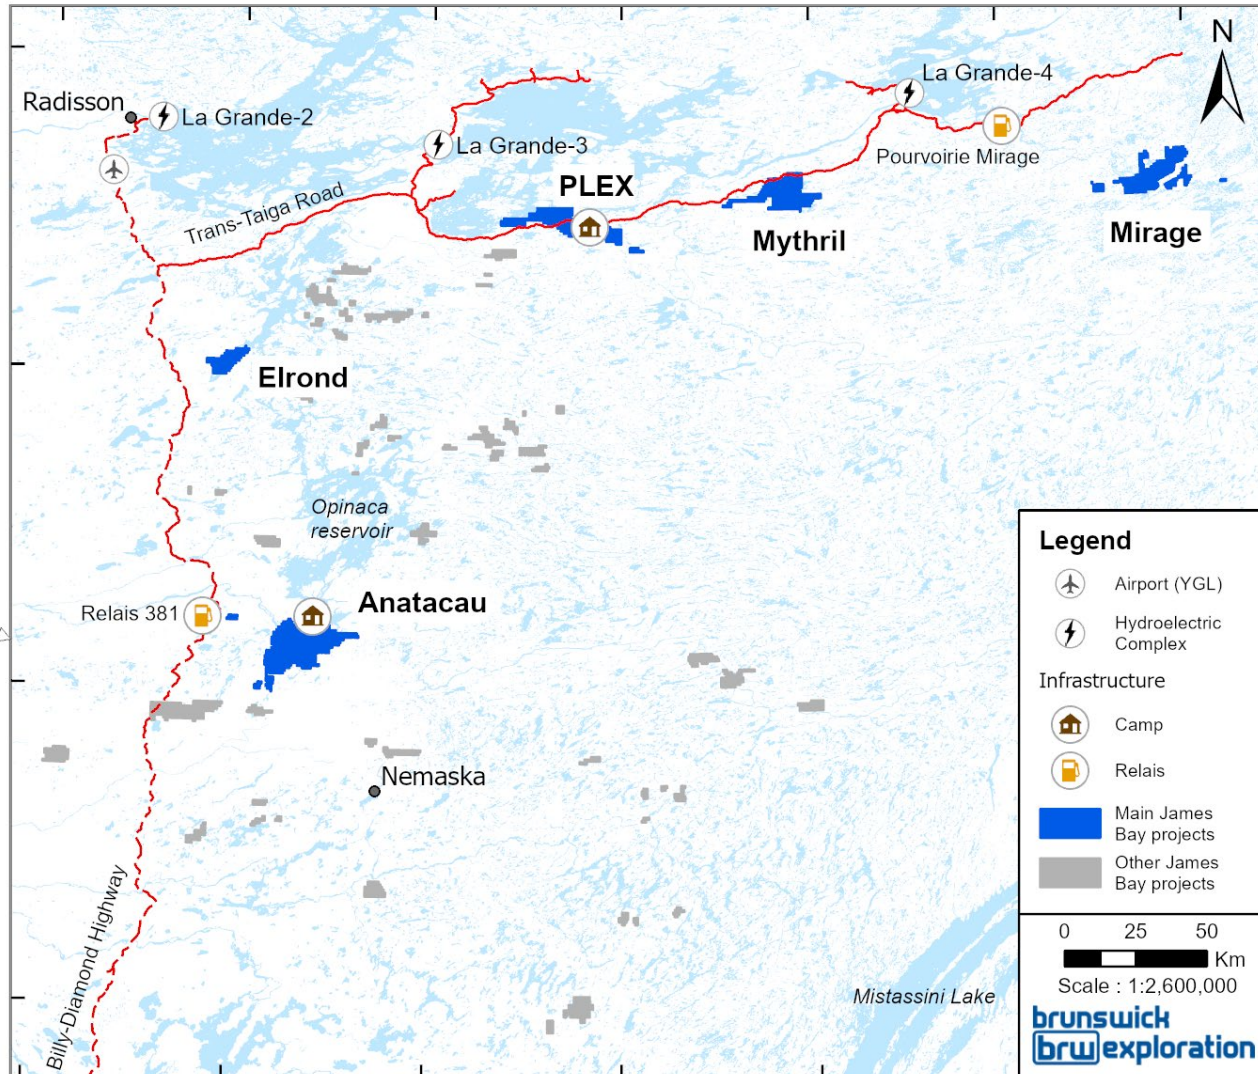 N
La Grande-4
Radisson
La Grande-2
La Grande-3
Pourvoirie Mirage
PLEX
Trans-Taiga Road
Mythril
Mirage
Elrond
Opinaca
reservoir
Relais 381
Anatacau
Nemaska
Billy-Diamond Highway
Mistassini Lake
Legend
Airport (YGL)
Hydroelectric
Complex
Infrastructure
Camp
Relais
Main James
Bay projects
Other James
Bay projects
0 25 50
Km
Scale : 1:2,600,000
brunswick
brw exploration